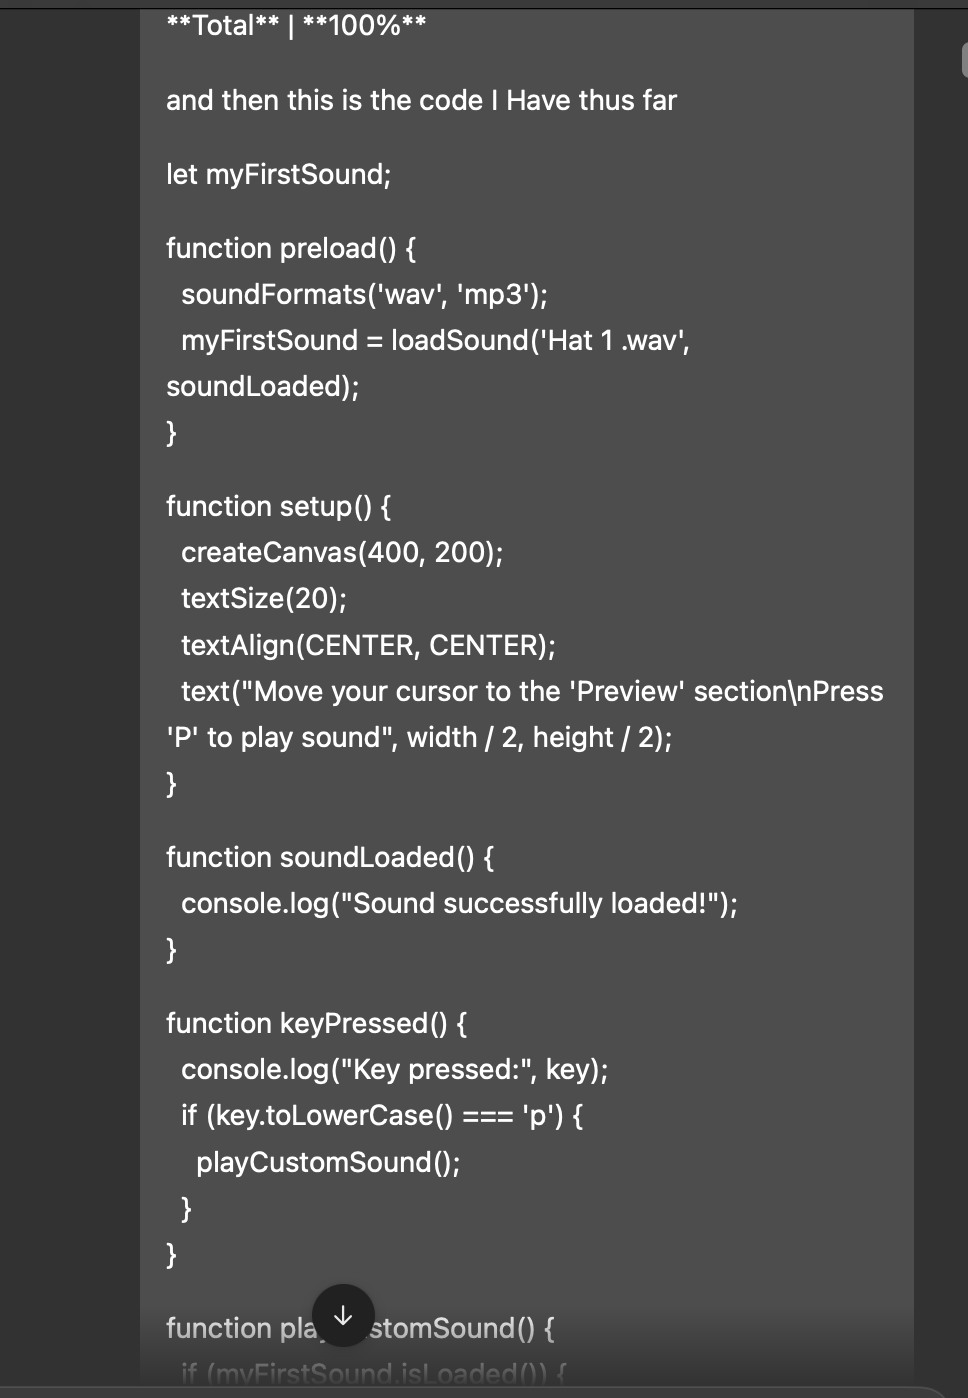 **Total** | **100%**
and then this is the code I Have thus far
let myFirstSound;
function preload() {
soundFormats('wav', 'mp3');
myFirstSound = loadSound('Hat 1 .wav',
soundLoaded);
}
function setup() {
createCanvas(400, 200);
textSize(20);
textAlign(CENTER, CENTER);
text("Move your cursor to the 'Preview' section\nPress
'P' to play sound", width / 2, height / 2);
}
function soundLoaded() {
console.log("Sound successfully loaded!");
}
function keyPressed() {
console.log("Key pressed:", key);
if (key.toLowerCase() === 'p') {
playCustomSound();
}
}
function stomSound() {
if (myFirstSound.isLoaded()) {